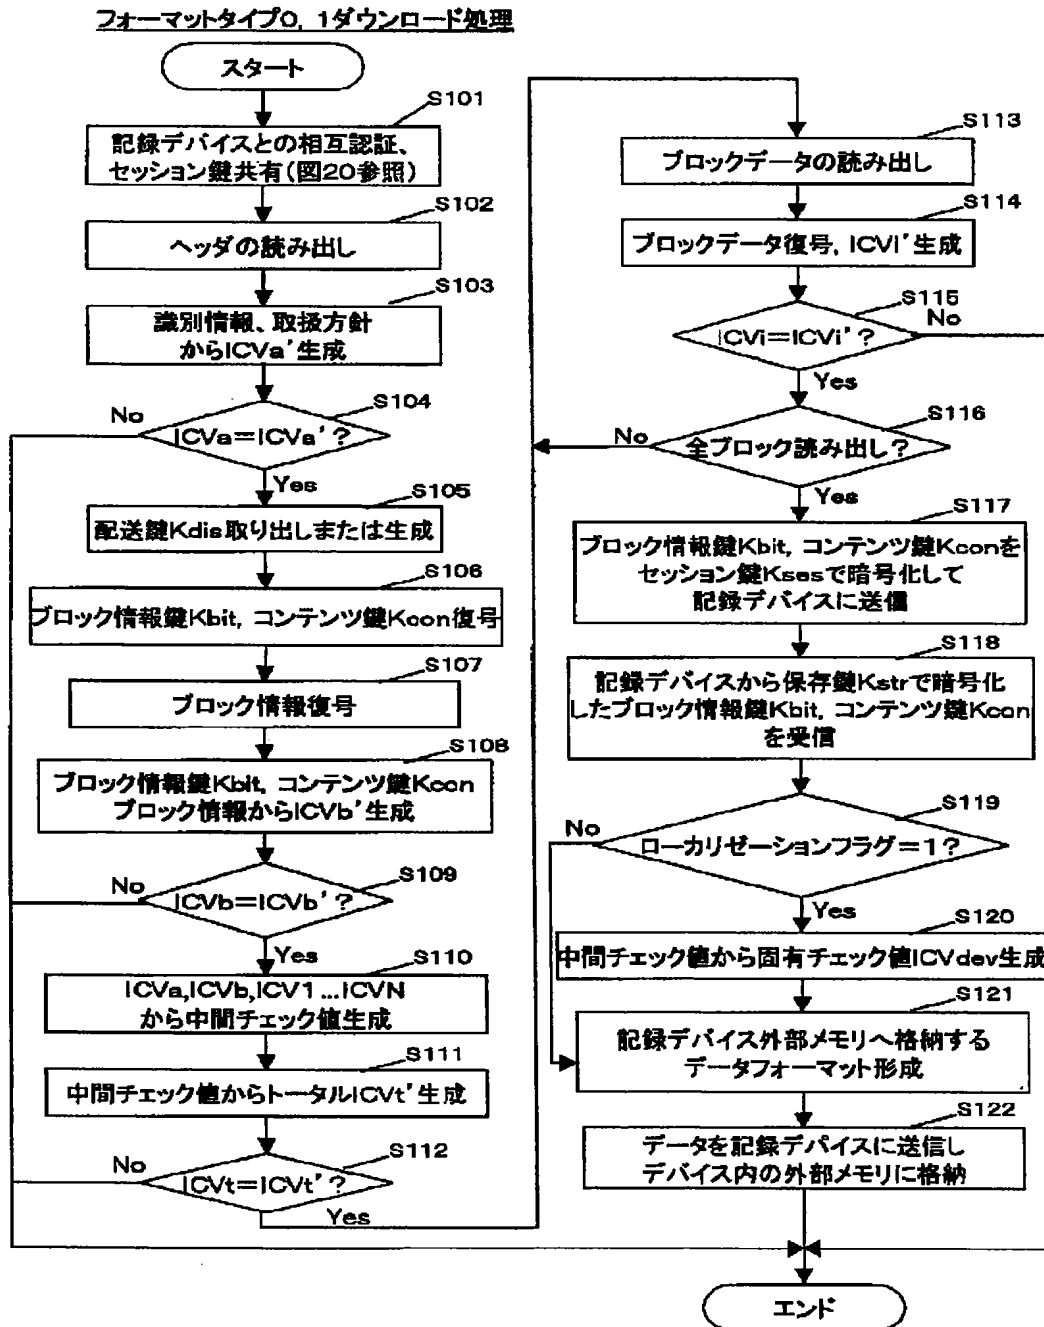 フォーマットタイプ0, 1ダウンロード処理
スタート
S101
記録デバイスとの相互認証、
セッション鍵共有(図20参照)
S102
ヘッダの読み出し
S103
識別情報、取扱方針
からICVa'生成
S104
ICVa=ICVa'?
No
Yes
S105
配送鍵Kdis取り出しまたは生成
S106
ブロック情報鍵Kbit, コンテンツ鍵Kcon復号
S107
ブロック情報復号
S108
ブロック情報鍵Kbit, コンテンツ鍵Kcon
ブロック情報からICVb'生成
S109
No
ICVb=ICVb'?
Yes
S110
ICVa,ICVb,ICV1...ICVN
から中間チェック値生成
S111
中間チェック値からトータルICVt'生成
S112
No
ICVt=ICVt'?
Yes
S113
ブロックデータの読み出し
S114
ブロックデータ復号, ICVI'生成
S115
No
ICVi=ICVi'?
Yes
S116
No
全ブロック読み出し?
Yes
S117
ブロック情報鍵Kbit, コンテンツ鍵Kconを
セッション鍵Ksesで暗号化して
記録デバイスに送信
S118
記録デバイスから保存鍵Kstrで暗号化
したブロック情報鍵Kbit, コンテンツ鍵Kcon
を受信
S119
No
ローカリゼーションフラグ=1?
Yes
S120
中間チェック値から固有チェック値ICVdev生成
S121
記録デバイス外部メモリへ格納する
データフォーマット形成
S122
データを記録デバイスに送信し
デバイス内の外部メモリに格納
エンド